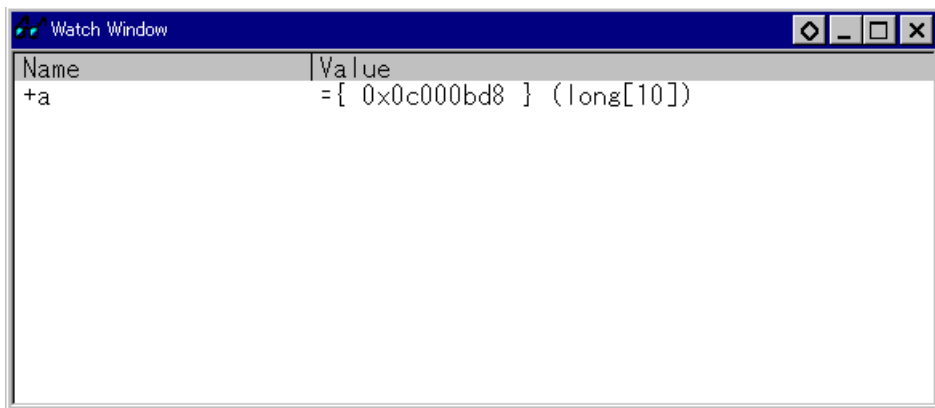 Watch Window
Name Value
+a ={ 0x0c000bd8 } (long[10])